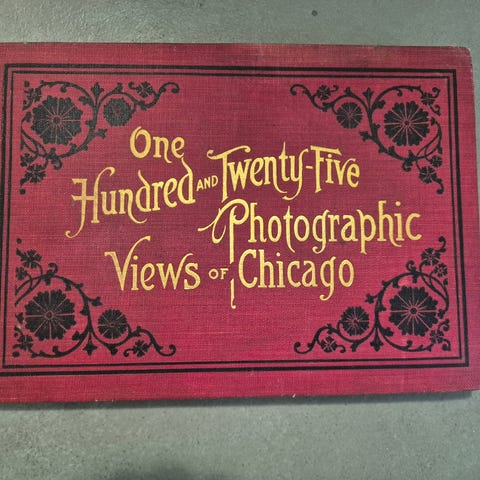 One
Hundred AND Twenty-Five
Photographic
Views OF Chicago